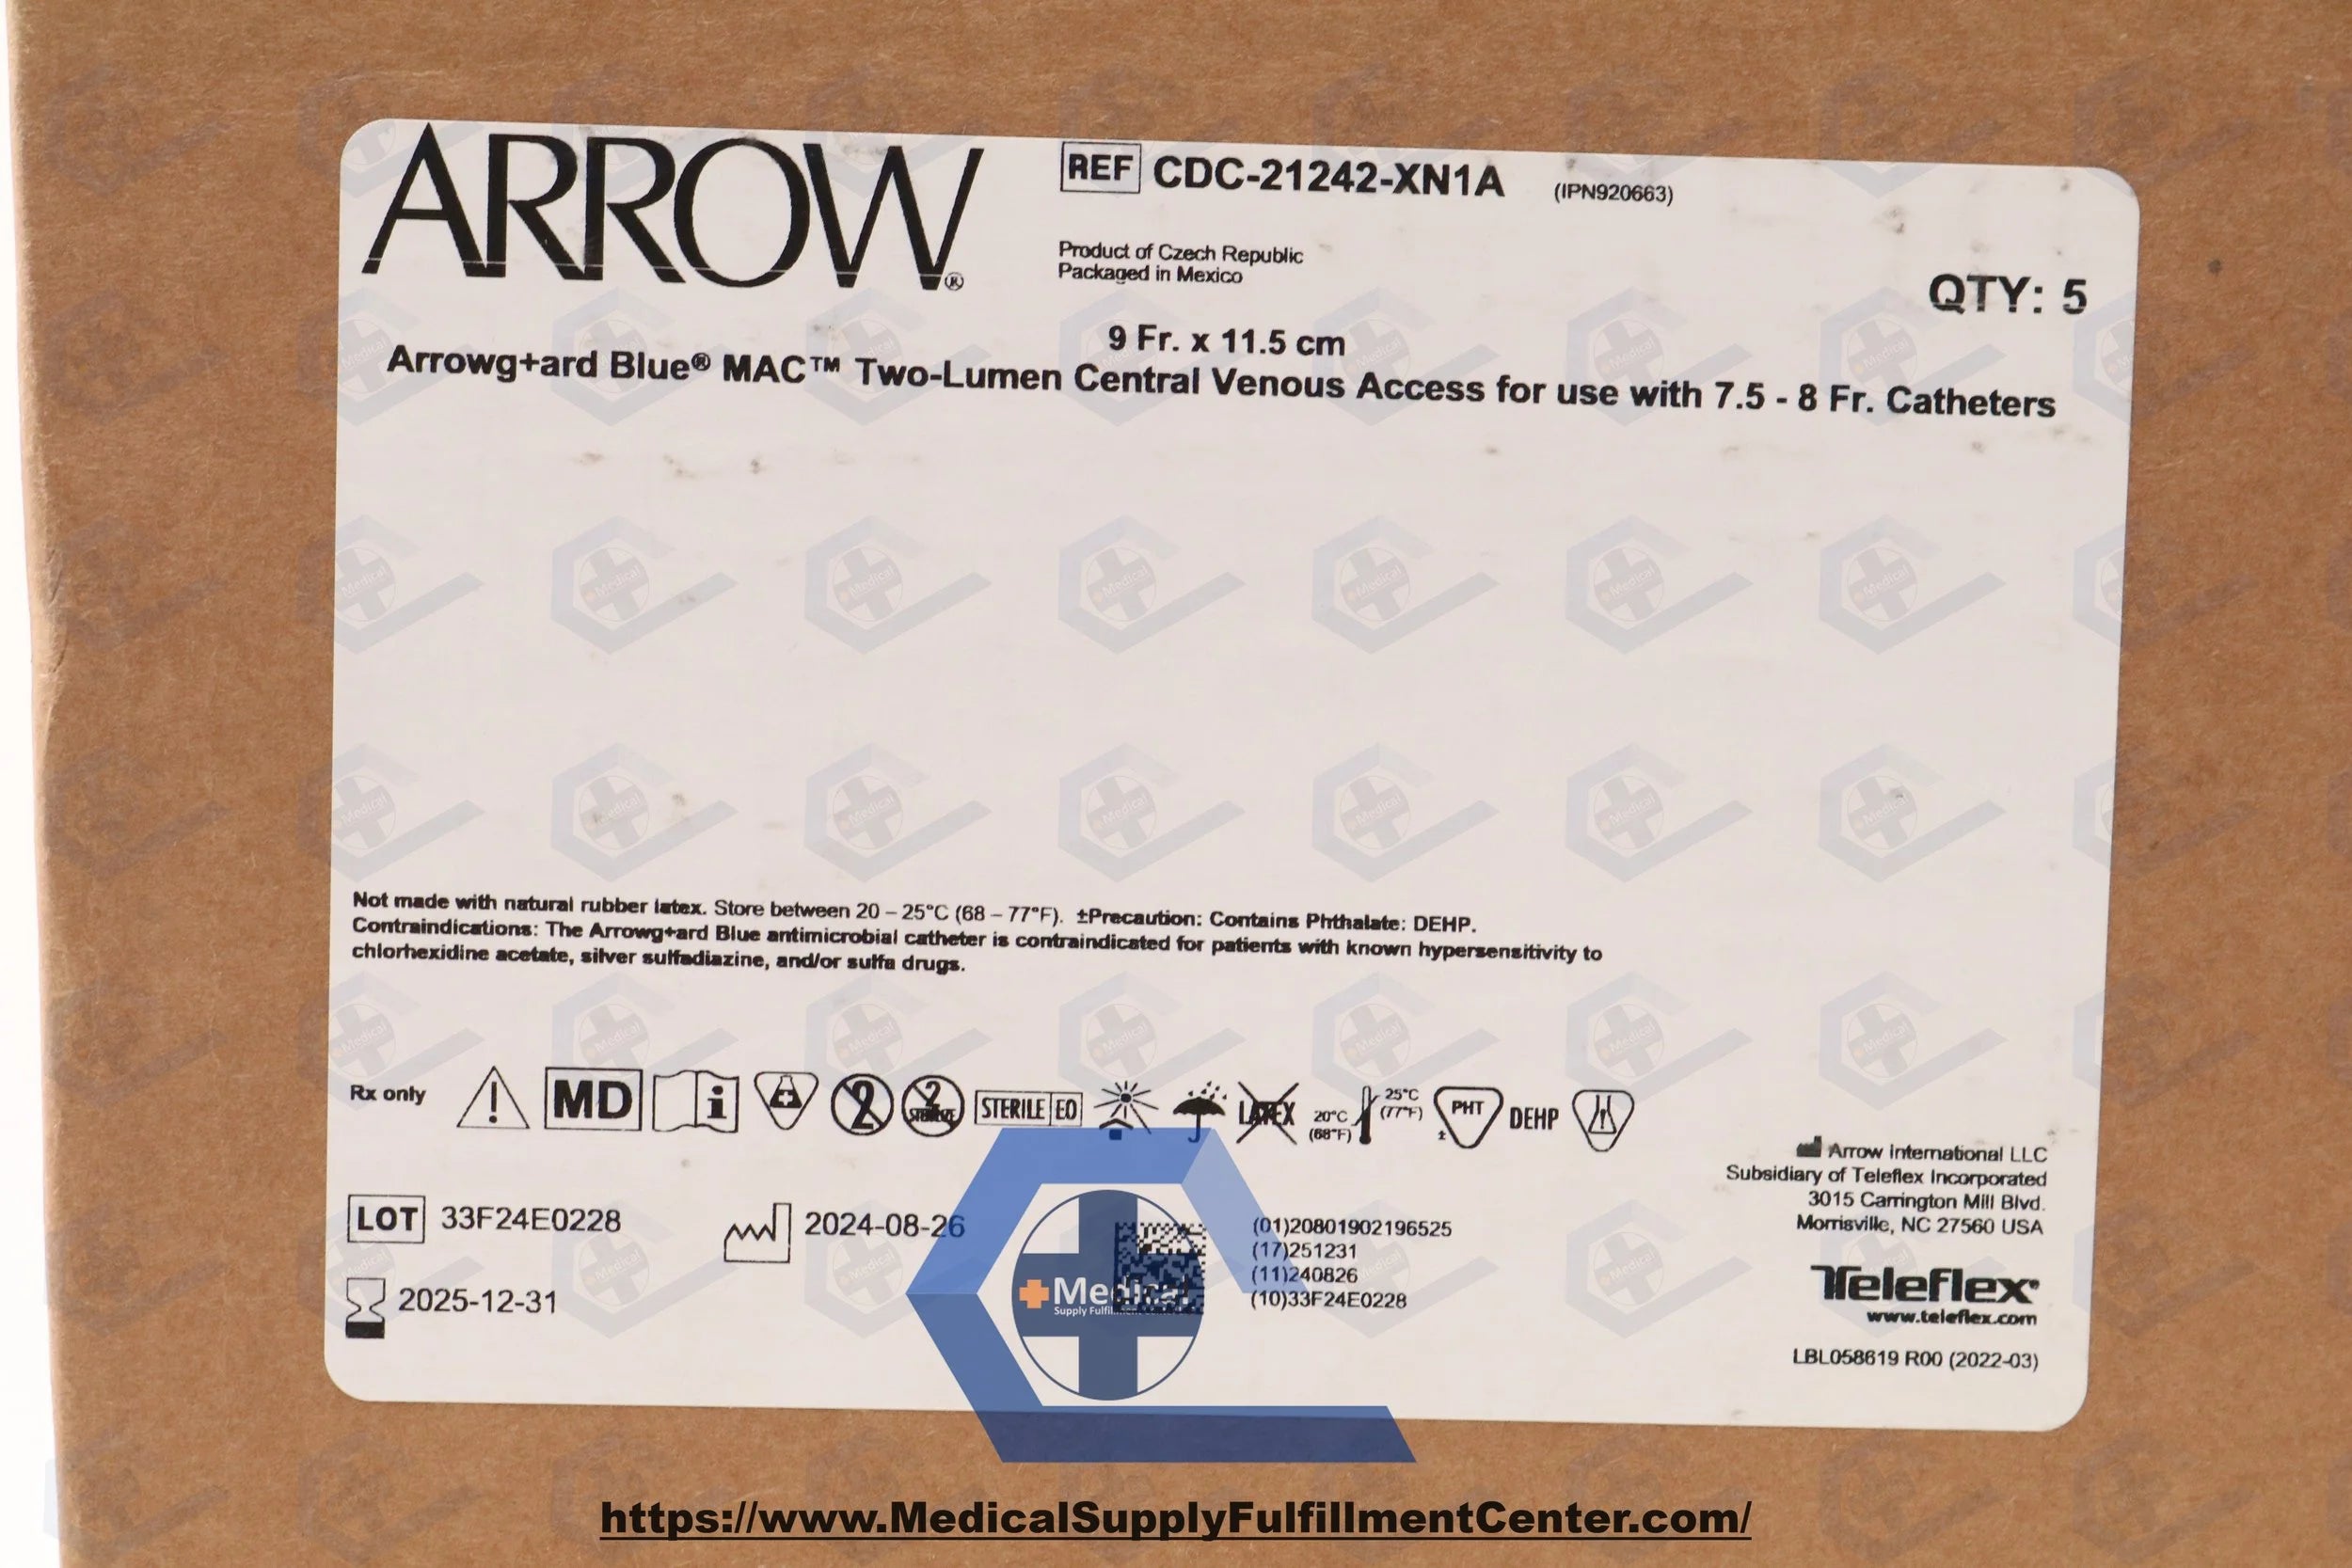 ARROW®
REF CDC-21242-XN1A (IPN920663)
Product of Czech Republic
Packaged in Mexico
QTY: 5
9 Fr. x 11.5 cm
Arrowg+ard Blue® MAC™ Two-Lumen Central Venous Access for use with 7.5 - 8 Fr. Catheters
Not made with natural rubber latex. Store between 20 – 25°C (68 – 77°F). ±Precaution: Contains Phthalate: DEHP.
Contraindications: The Arrowg+ard Blue antimicrobial catheter is contraindicated for patients with known hypersensitivity to
chlorhexidine acetate, silver sulfadiazine, and/or sulfa drugs.
Rx only ! MD i 2 2 STERILIZE STERILE EO LATEX 20°C (68°F) 25°C (77°F) PHT ± DEHP
Arrow International LLC
Subsidiary of Teleflex Incorporated
3015 Carrington Mill Blvd.
Morrisville, NC 27560 USA
LOT 33F24E0228
2024-08-26
2025-12-31
(01)20801902196525
(17)251231
(11)240826
(10)33F24E0228
Teleflex®
www.teleflex.com
LBL058619 R00 (2022-03)
Medical
Supply
https://www.MedicalSupplyFulfillmentCenter.com/